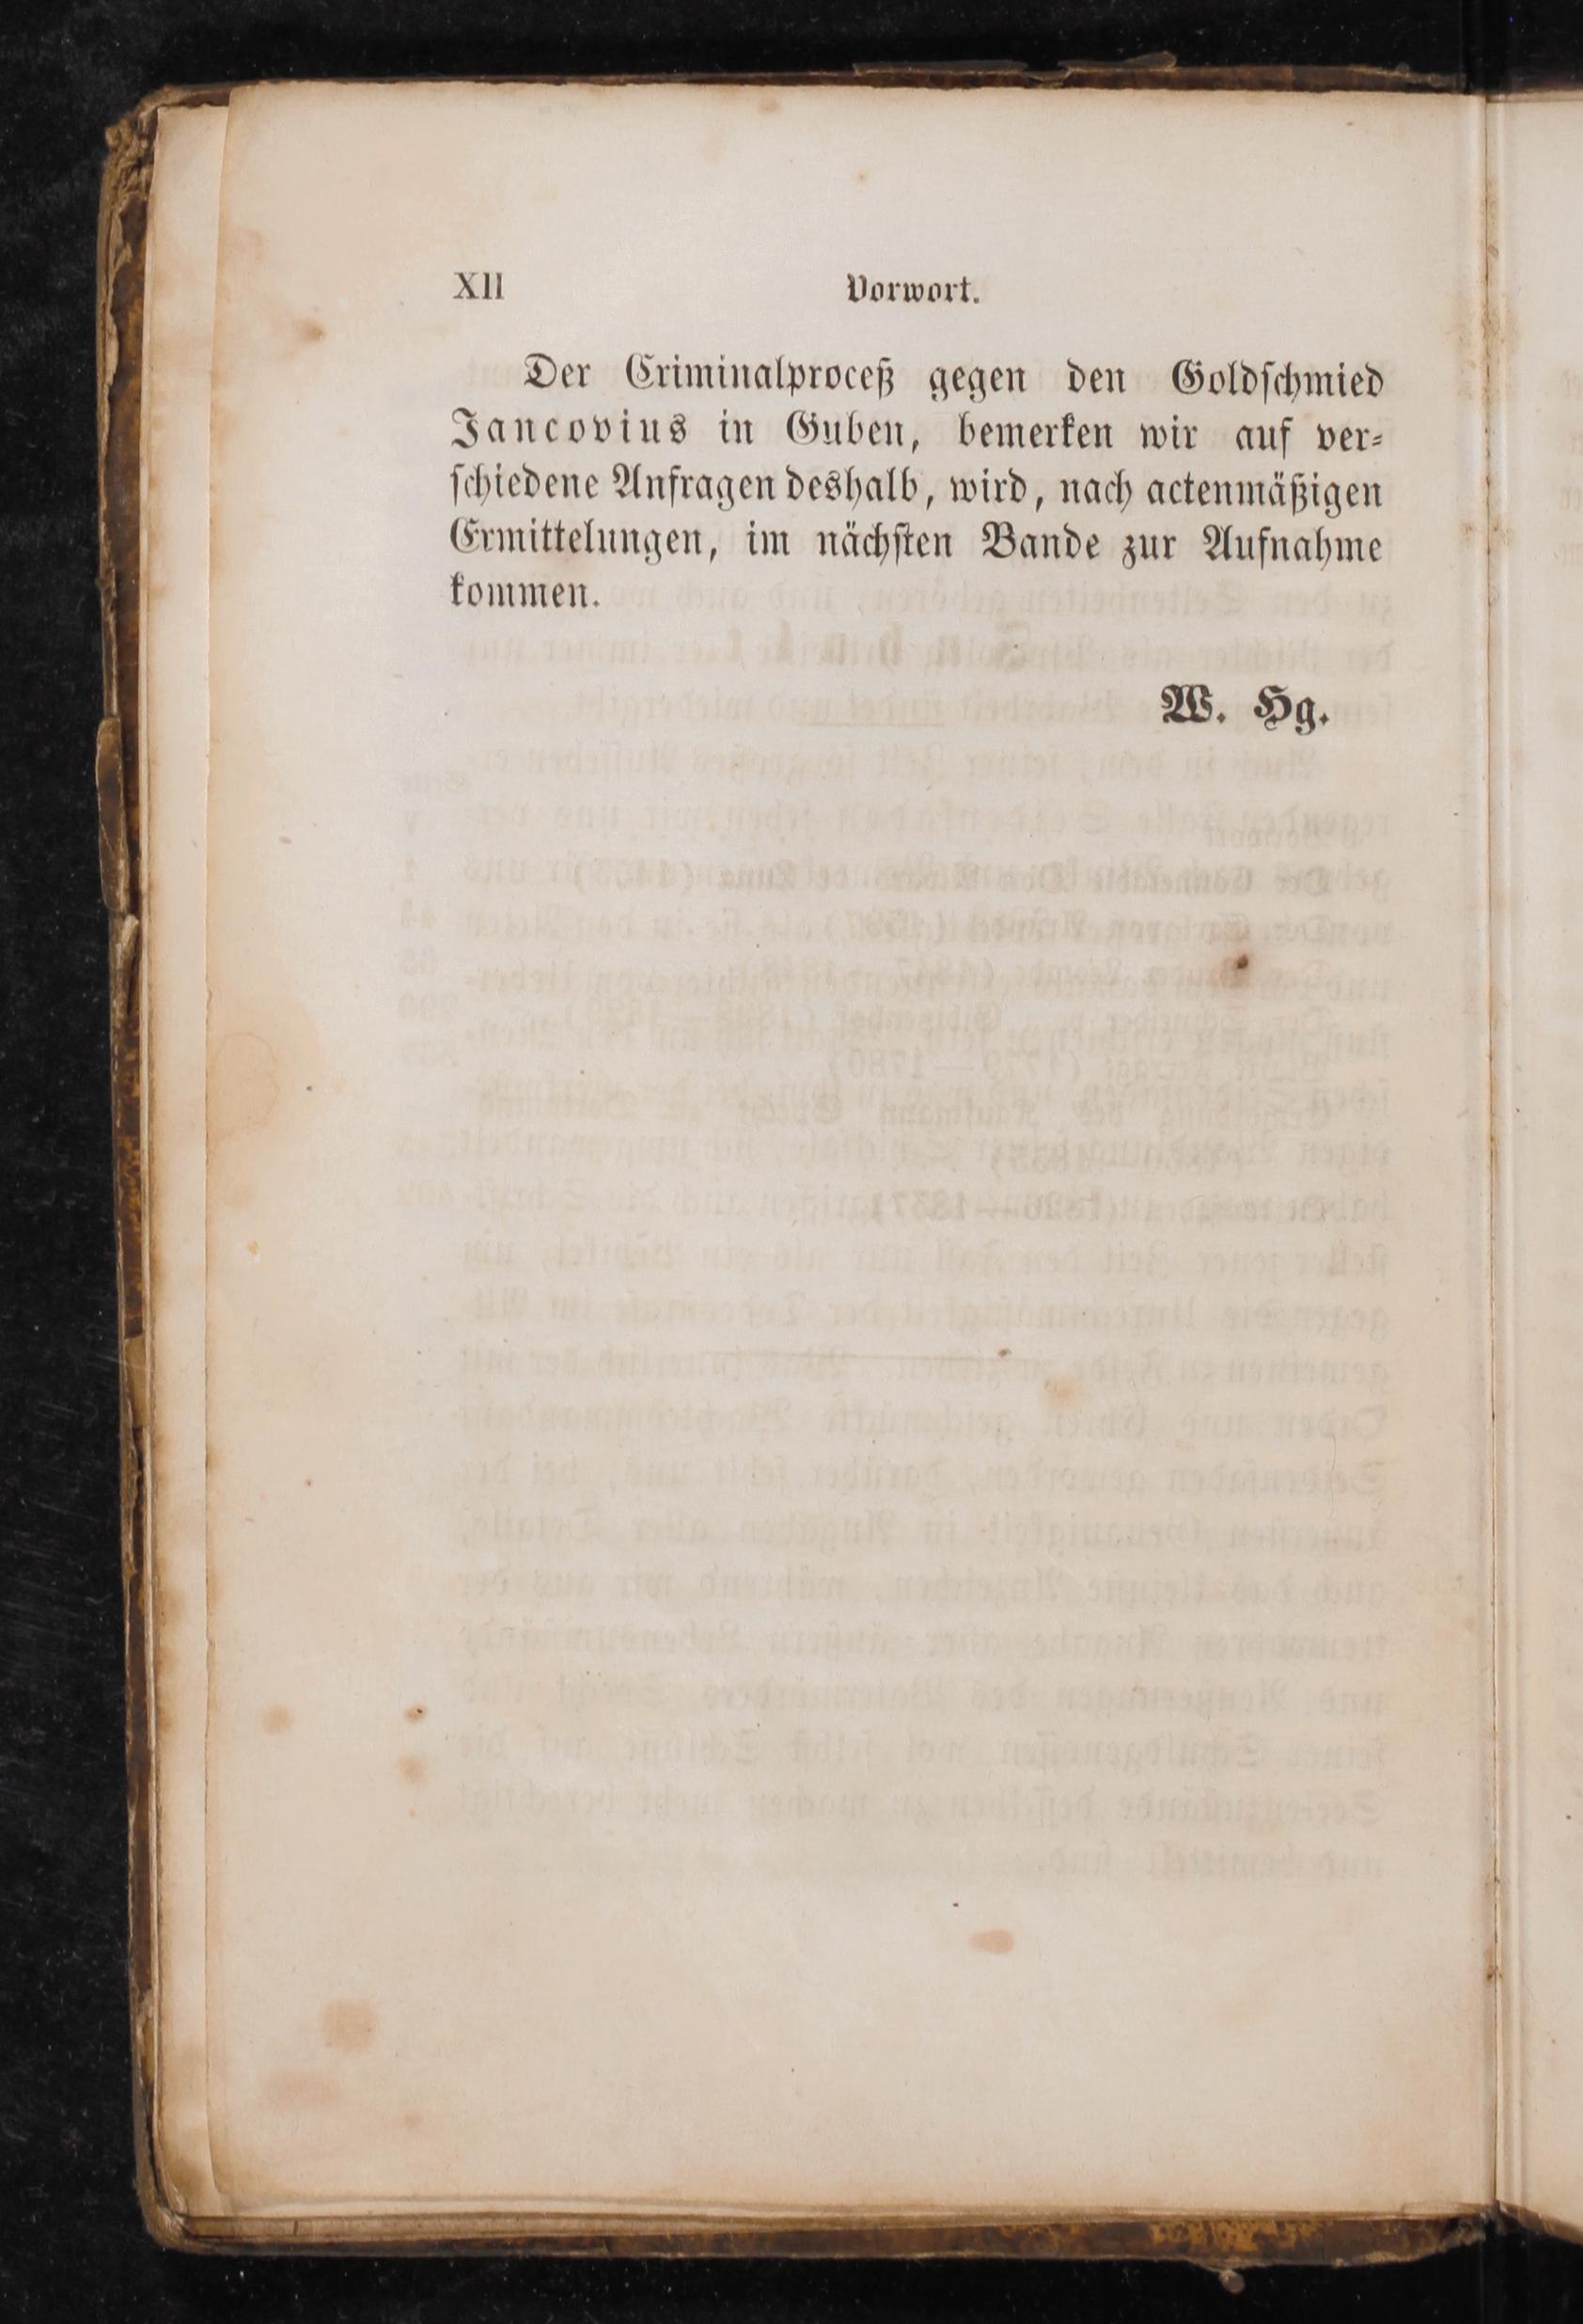 XII Vorwort.
Der Criminalproceß gegen den Goldschmied
Jancovius in Guben, bemerken wir auf ver-
schiedene Anfragen deshalb, wird, nach actenmäßigen
Ermittelungen, im nächsten Bande zur Aufnahme
kommen.
W. Hg.